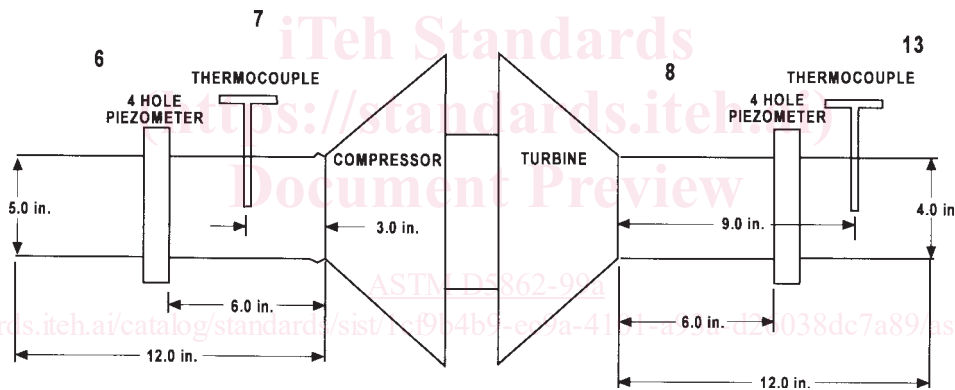 iTeh Standards
(https://standards.iteh.ai)
Document Preview
7
13
6
8
THERMOCOUPLE
THERMOCOUPLE
4 HOLE
PIEZOMETER
4 HOLE
PIEZOMETER
COMPRESSOR
TURBINE
5.0 in.
3.0 in.
9.0 in.
4.0 in
ASTM D5862-99a
6.0 in.
6.0 in.
12.0 in.
12.0 in.